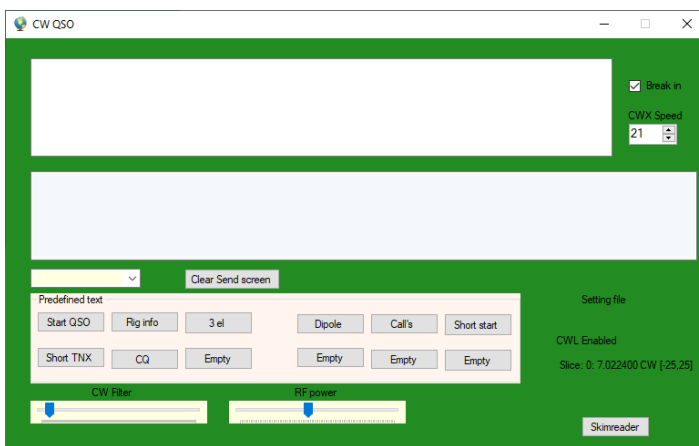 CW QSO
Break in
CWX Speed
21
Clear Send screen
Predefined text
Setting file
Start QSO Rig info 3 el Dipole Call's Short start
CWL Enabled
Short TNX CQ Empty Empty Empty Empty
Slice: 0: 7.022400 CW [-25,25]
CW Filter RF power
Skimreader